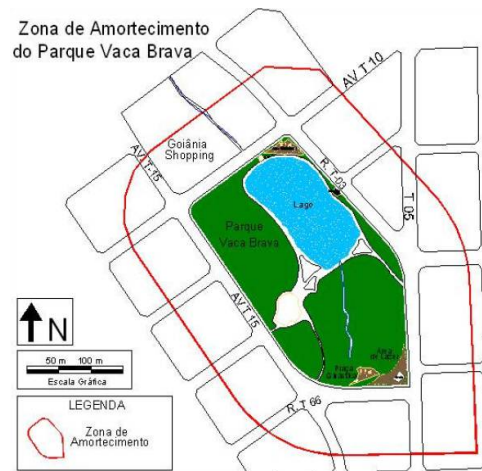 Zona de Amortecimento
do Parque Vaca Brava
AV T 10
Goiânia
Shopping
AV. T-15
R. T 03
T 05
Lago
Parque
Vaca Brava
AV T 15
N
50 m 100 m
Escala Gráfica
R. T 66
LEGENDA
Zona de
Amortecimento